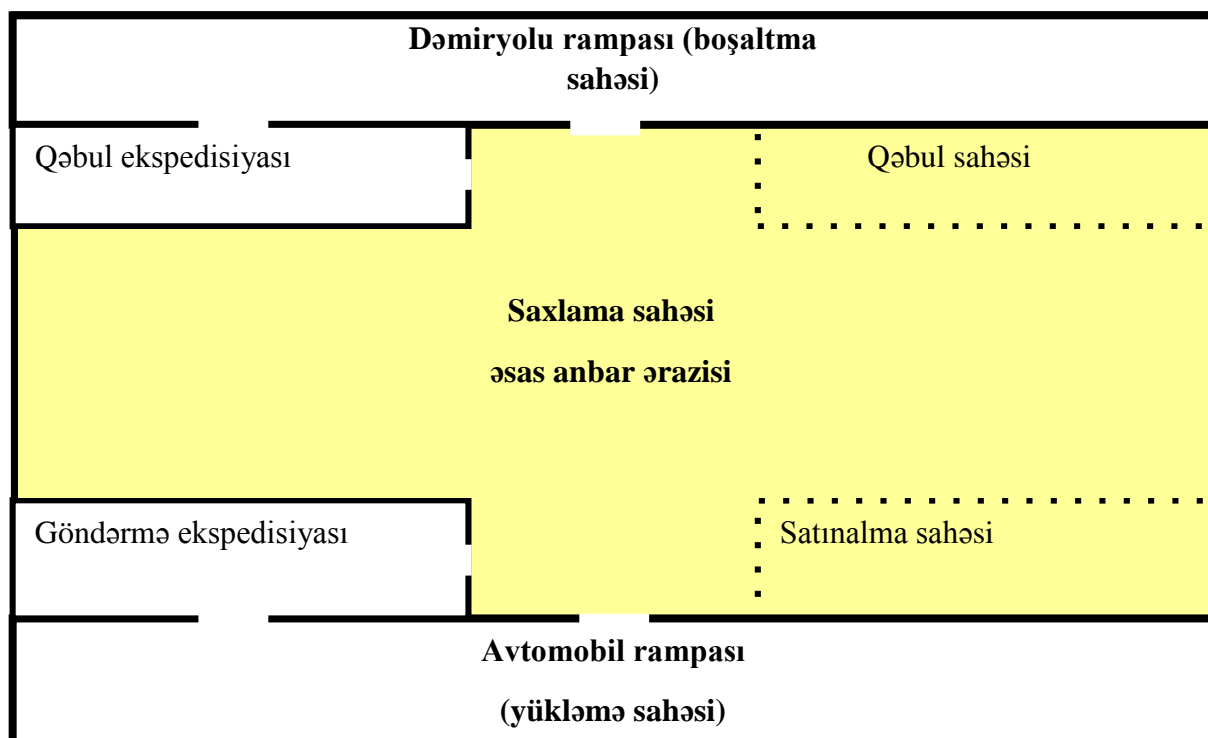 Dəmiryolu rampası (boşaltma
sahəsi)
Qəbul ekspedisiyası
Qəbul sahəsi
Saxlama sahəsi
əsas anbar ərazisi
Göndərmə ekspedisiyası
Satınalma sahəsi
Avtomobil rampası
(yükləmə sahəsi)